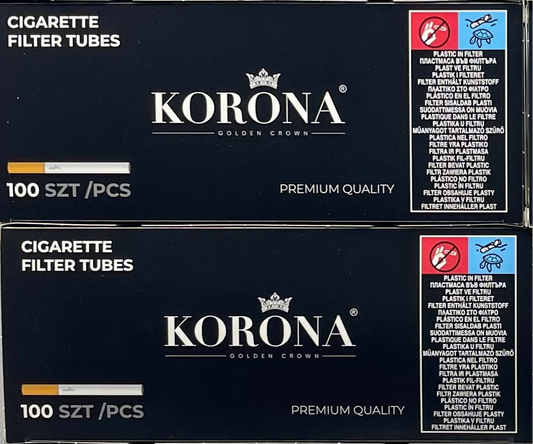 CIGARETTE
FILTER TUBES
KORONA®
GOLDEN CROWN
100 SZT /PCS
PREMIUM QUALITY
PLASTIC IN FILTER
ПЛАСТМАСА ВЪВ ФИЛТЪРА
PLAST VE FILTRU
PLASTIK I FILTERET
FILTER ENTHÄLT KUNSTSTOFF
ΠΛΑΣΤΙΚΟ ΣΤΟ ΦΙΛΤΡΟ
PLÁSTICO EN EL FILTRO
FILTER SISALDAB PLASTI
SUODATTIMESSA ON MUOVIA
PLASTIQUE DANS LE FILTRE
PLASTIKA U FILTRU
MŰANYAGOT TARTALMAZÓ SZŰRŐ
PLASTICA NEL FILTRO
FILTRE YRA PLASTIKO
FILTRA IR PLASTMASA
PLASTIK FIL-FILTRU
FILTER BEVAT PLASTIC
FILTR ZAWIERA PLASTIK
PLÁSTICO NO FILTRO
PLASTIC ÎN FILTRU
FILTER OBSAHUJE PLASTY
PLASTIKA V FILTRU
FILTRET INNEHÅLLER PLAST
CIGARETTE
FILTER TUBES
KORONA®
GOLDEN CROWN
100 SZT /PCS
PREMIUM QUALITY
PLASTIC IN FILTER
ПЛАСТМАСА ВЪВ ФИЛТЪРА
PLAST VE FILTRU
PLASTIK I FILTERET
FILTER ENTHÄLT KUNSTSTOFF
ΠΛΑΣΤΙΚΟ ΣΤΟ ΦΙΛΤΡΟ
PLÁSTICO EN EL FILTRO
FILTER SISALDAB PLASTI
SUODATTIMESSA ON MUOVIA
PLASTIQUE DANS LE FILTRE
PLASTIKA U FILTRU
MŰANYAGOT TARTALMAZÓ SZŰRŐ
PLASTICA NEL FILTRO
FILTRE YRA PLASTIKO
FILTRA IR PLASTMASA
PLASTIK FIL-FILTRU
FILTER BEVAT PLASTIC
FILTR ZAWIERA PLASTIK
PLÁSTICO NO FILTRO
PLASTIC ÎN FILTRU
FILTER OBSAHUJE PLASTY
PLASTIKA V FILTRU
FILTRET INNEHÅLLER PLAST